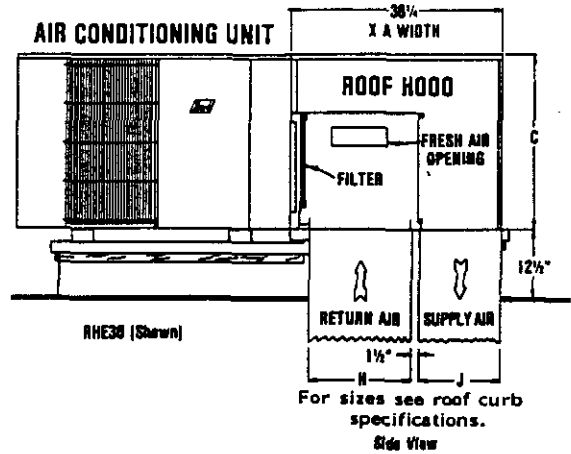 38¼
X A WIDTH
AIR CONDITIONING UNIT
ROOF HOOD
FRESH AIR
OPENING
FILTER
C
12½"
RETURN AIR
SUPPLY AIR
RHE36 (Shown)
1½"
H
J
For sizes see roof curb
specifications.
Side View